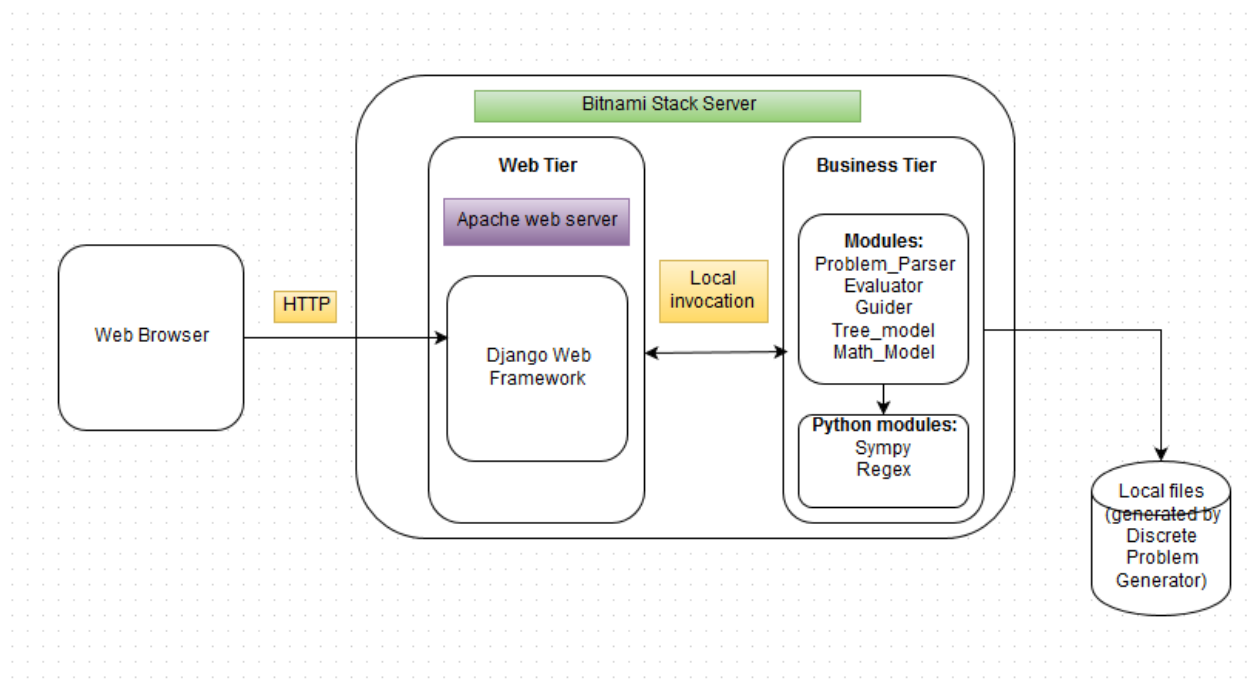 Bitnami Stack Server
Web Tier
Business Tier
Apache web server
Modules:
Problem_Parser
Evaluator
Guider
Tree_model
Math_Model
Local
invocation
HTTP
Web Browser
Django Web
Framework
Python modules:
Sympy
Regex
Local files
(generated by
Discrete
Problem
Generator)